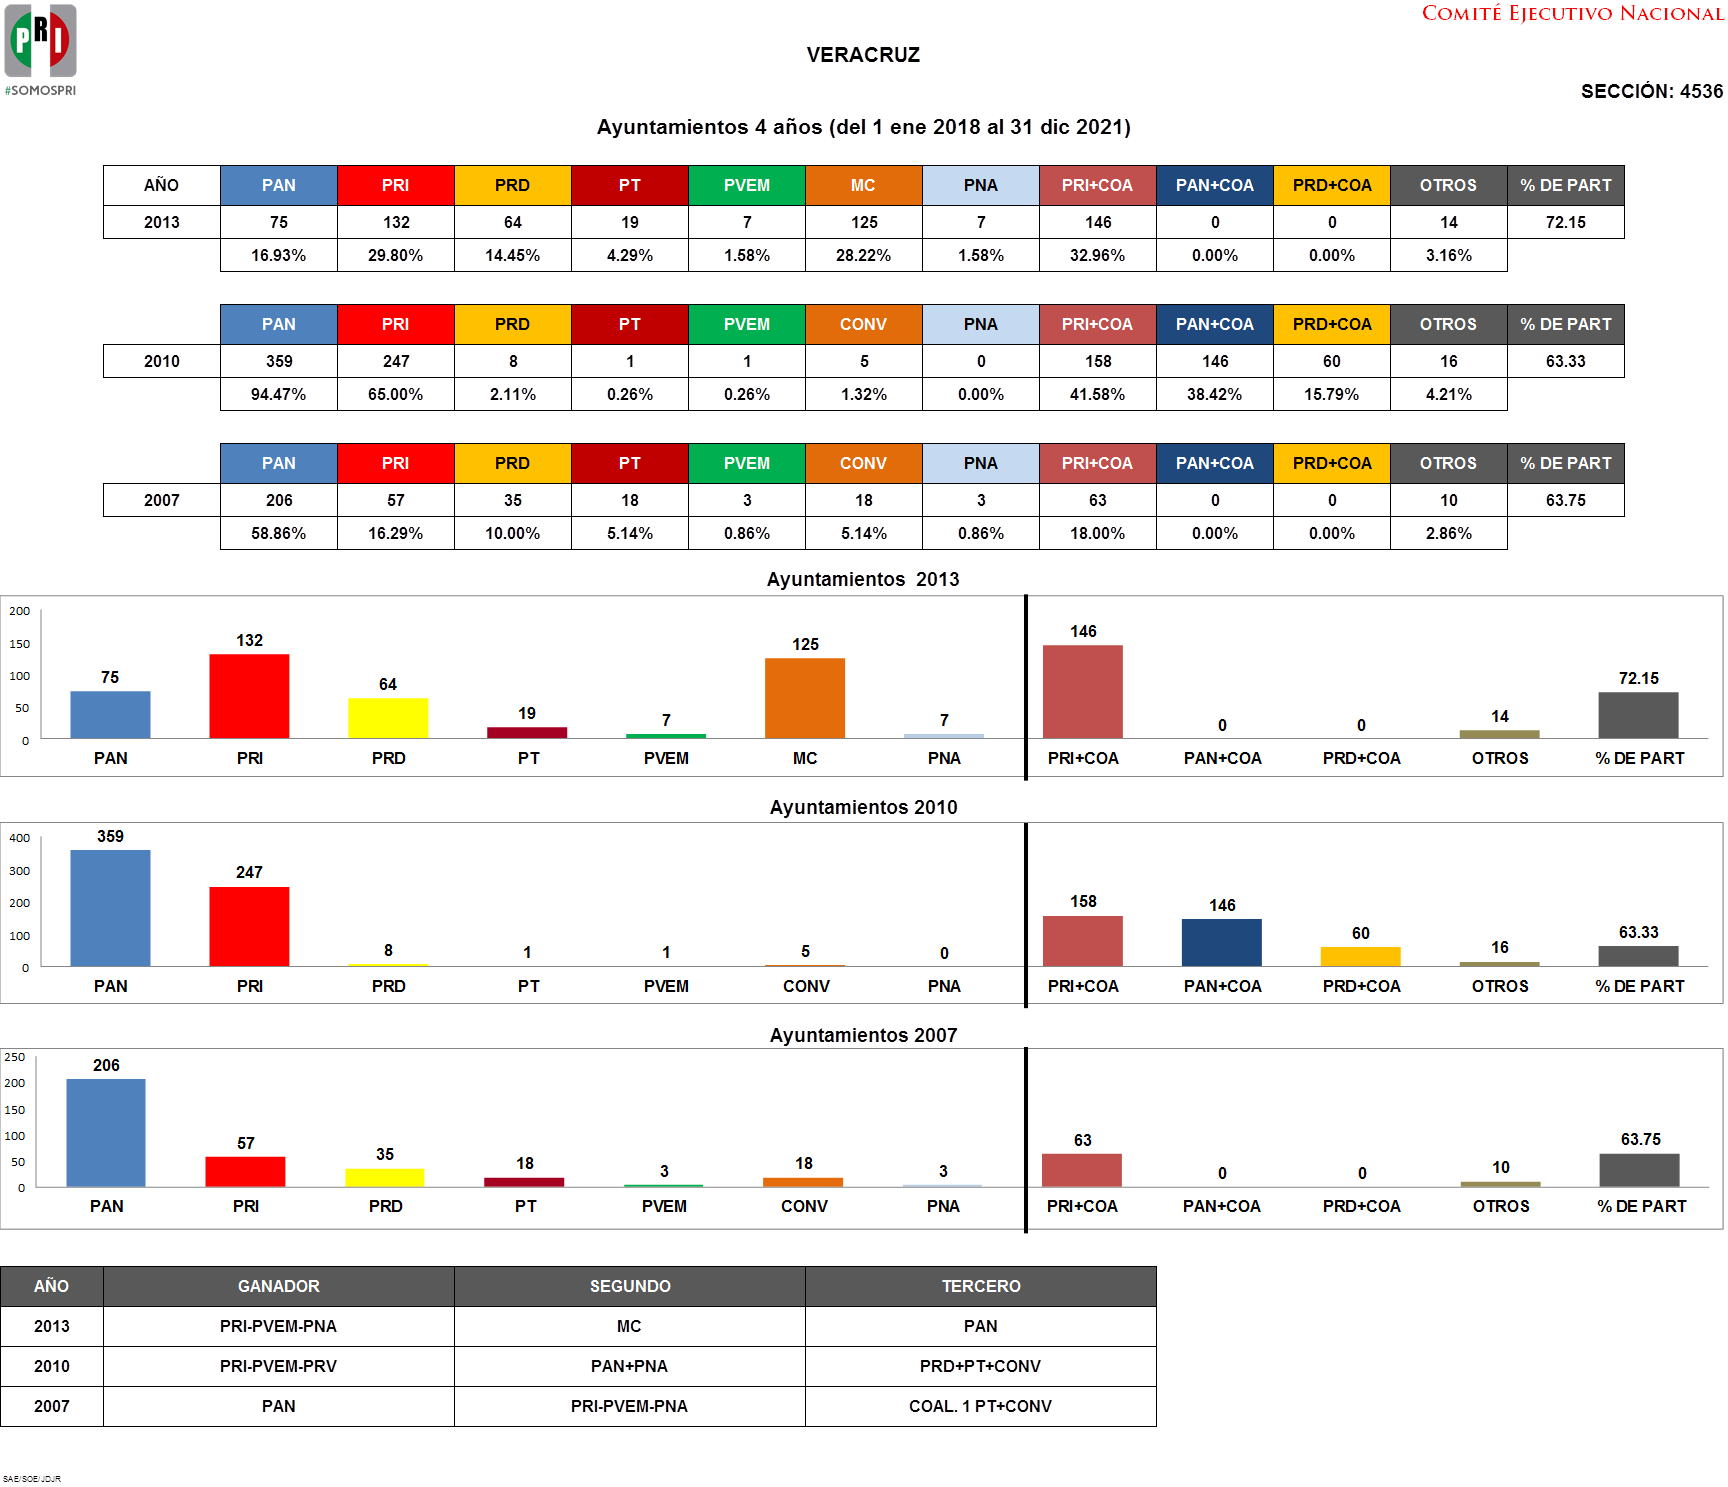 PRI
#SOMOSPRI
COMITÉ EJECUTIVO NACIONAL
VERACRUZ
SECCIÓN: 4536
Ayuntamientos 4 años (del 1 ene 2018 al 31 dic 2021)
AÑO PAN PRI PRD PT PVEM MC PNA PRI+COA PAN+COA PRD+COA OTROS % DE PART
2013 75 132 64 19 7 125 7 146 0 0 14 72.15
16.93% 29.80% 14.45% 4.29% 1.58% 28.22% 1.58% 32.96% 0.00% 0.00% 3.16%
PAN PRI PRD PT PVEM CONV PNA PRI+COA PAN+COA PRD+COA OTROS % DE PART
2010 359 247 8 1 1 5 0 158 146 60 16 63.33
94.47% 65.00% 2.11% 0.26% 0.26% 1.32% 0.00% 41.58% 38.42% 15.79% 4.21%
PAN PRI PRD PT PVEM CONV PNA PRI+COA PAN+COA PRD+COA OTROS % DE PART
2007 206 57 35 18 3 18 3 63 0 0 10 63.75
58.86% 16.29% 10.00% 5.14% 0.86% 5.14% 0.86% 18.00% 0.00% 0.00% 2.86%
Ayuntamientos 2013
200
150
100
50
0
75 132 64 19 7 125 7 146 0 0 14 72.15
PAN PRI PRD PT PVEM MC PNA PRI+COA PAN+COA PRD+COA OTROS % DE PART
Ayuntamientos 2010
400
300
200
100
0
359 247 8 1 1 5 0 158 146 60 16 63.33
PAN PRI PRD PT PVEM CONV PNA PRI+COA PAN+COA PRD+COA OTROS % DE PART
Ayuntamientos 2007
250
200
150
100
50
0
206 57 35 18 3 18 3 63 0 0 10 63.75
PAN PRI PRD PT PVEM CONV PNA PRI+COA PAN+COA PRD+COA OTROS % DE PART
AÑO GANADOR SEGUNDO TERCERO
2013 PRI-PVEM-PNA MC PAN
2010 PRI-PVEM-PRV PAN+PNA PRD+PT+CONV
2007 PAN PRI-PVEM-PNA COAL. 1 PT+CONV
SAE/SOE/JDJR